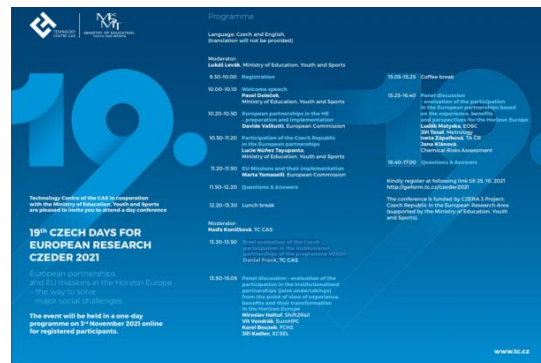 TECHNOLOGY
CENTRE CAS
MINISTRY OF EDUCATION,
YOUTH AND SPORTS
19
Technology Centre of the CAS in cooperation
with the Ministry of Education, Youth and Sports
are pleased to invite you to attend a day conference
19th CZECH DAYS FOR
EUROPEAN RESEARCH
CZEDER 2021
European partnerships
and EU missions in the Horizon Europe
– the way to solve
major social challenges
The event will be held in a one-day
programme on 3rd November 2021 online
for registered participants.
Programme
Language: Czech and English,
(translation will not be provided)
Moderator:
Lukáš Levák, Ministry of Education, Youth and Sports
9.30-10.00 Registration
10.00-10.10 Welcome speech
Pavel Doleček,
Ministry of Education, Youth and Sports
10.20-10.50 European partnerships in the HE
- preparation and implementation
Davide Valitutti, European Commission
10.50-11.20 Participation of the Czech Republic
in the European partnerships
Lucie Núñez Tayupanta,
Ministry of Education, Youth and Sports
11.20-11.50 EU Missions and their implementation
Marta Tomaselli, European Commission
11.50-12.20 Questions & Answers
12.20-13.30 Lunch break
Moderator:
Naďa Koníčková, TC CAS
13.30-13.50 Brief evaluation of the Czech
participation in the institutional
partnerships of the programme H2020
Daniel Frank, TC CAS
13.50-15.05 Panel discussion - evaluation of the
participation in the institutionalised
partnerships (joint undertakings)
from the point of view of experience,
benefits and their transformation
in the Horizon Europe
Miroslav Haltuf, Shift2Rail
Vít Vondrák, EuroHPC
Karel Bouzek, FCH2
Jiří Kadlec, ECSEL
15.05-15.25 Coffee break
15.25-16.40 Panel discussion
- evaluation of the participation
in the European partnerships based
on the experience, benefits
and perspectives for the Horizon Europe
Luděk Matyska, EOSC
Jiří Tesař, Metrology
Iveta Zápařková, TA ČR
Jana Klánová,
Chemical Risks Assessment
16.40-17.00 Questions & Answers
Kindly register at following link till 25. 10. 2021
http://geform.tc.cz/czeder2021
The conference is funded by CZERA 3 Project:
Czech Republic in the European Research Area
(supported by the Ministry of Education, Youth
and Sports)
www.tc.cz